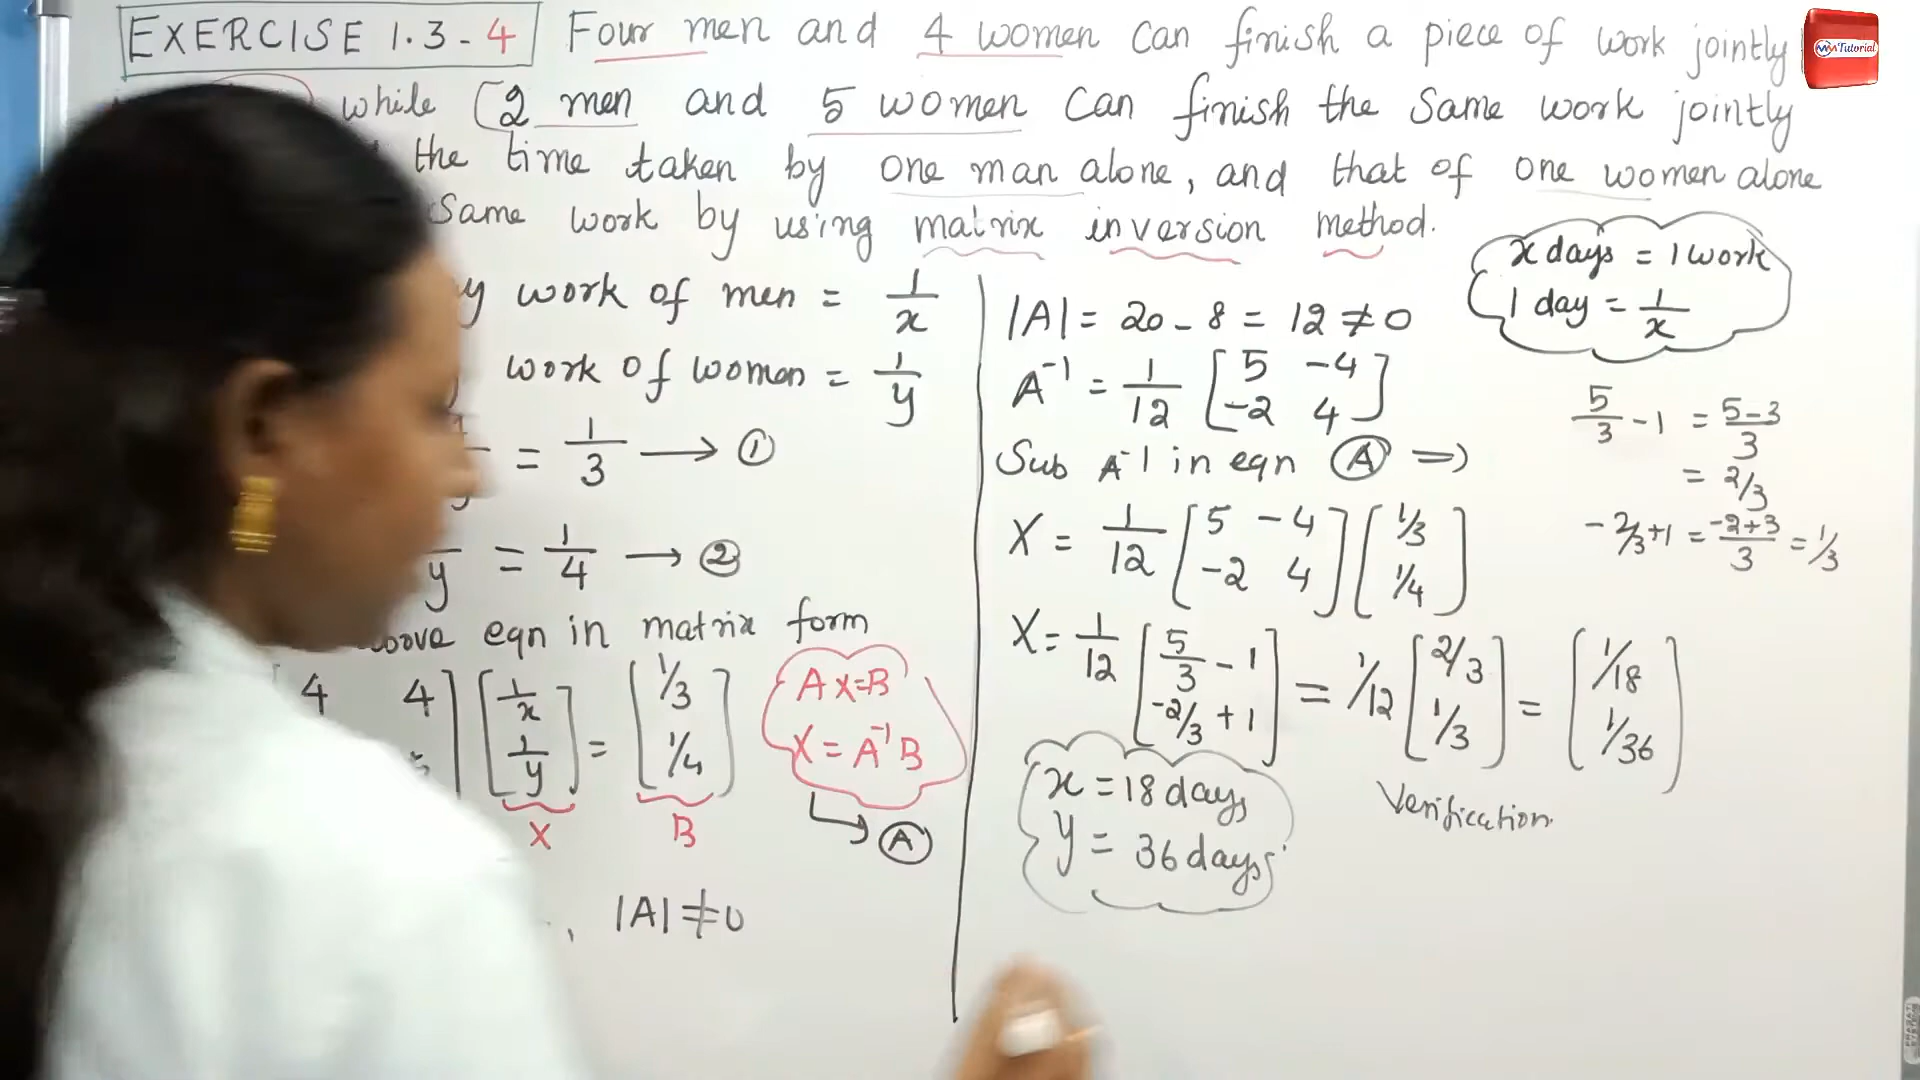 EXERCISE 1.3-4 Four men and 4 women can finish a piece of work jointly
while 2 men and 5 women can finish the same work jointly
the time taken by one man alone, and that of one women alone
same work by using matrix inversion method.
MATutorial
x days = 1 work
1 day = 1/x
work of men = 1/x
work of women = 1/y
= 1/3 → ①
y = 1/4 → ②
eqn in matrix form
4 4 [1/x 1/y] = [1/3 1/4]
X B
AX=B
X = A⁻¹B
Ⓐ
, |A| ≠ 0
|A| = 20 - 8 = 12 ≠ 0
A⁻¹ = 1/12 [5 -4 -2 4]
Sub A⁻¹ in eqn Ⓐ ⇒
X = 1/12 [5 -4 -2 4] [1/3 1/4]
X = 1/12 [5/3 - 1 -2/3 + 1] = 1/12 [2/3 1/3] = [1/18 1/36]
x = 18 days
y = 36 days
Verification.
5/3 - 1 = 5-3/3
= 2/3
-2/3+1 = -2+3/3 = 1/3